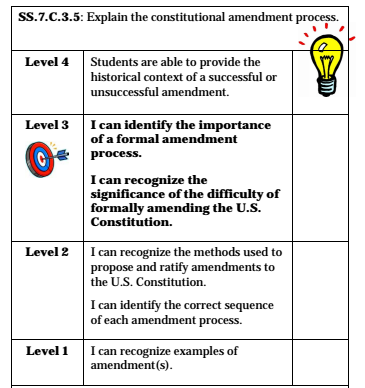 SS.7.C.3.5: Explain the constitutional amendment process.
Level 4
Students are able to provide the
historical context of a successful or
unsuccessful amendment.
Level 3
I can identify the importance
of a formal amendment
process.
I can recognize the
significance of the difficulty of
formally amending the U.S.
Constitution.
Level 2
I can recognize the methods used to
propose and ratify amendments to
the U.S. Constitution.
I can identify the correct sequence
of each amendment process.
Level 1
I can recognize examples of
amendment(s).